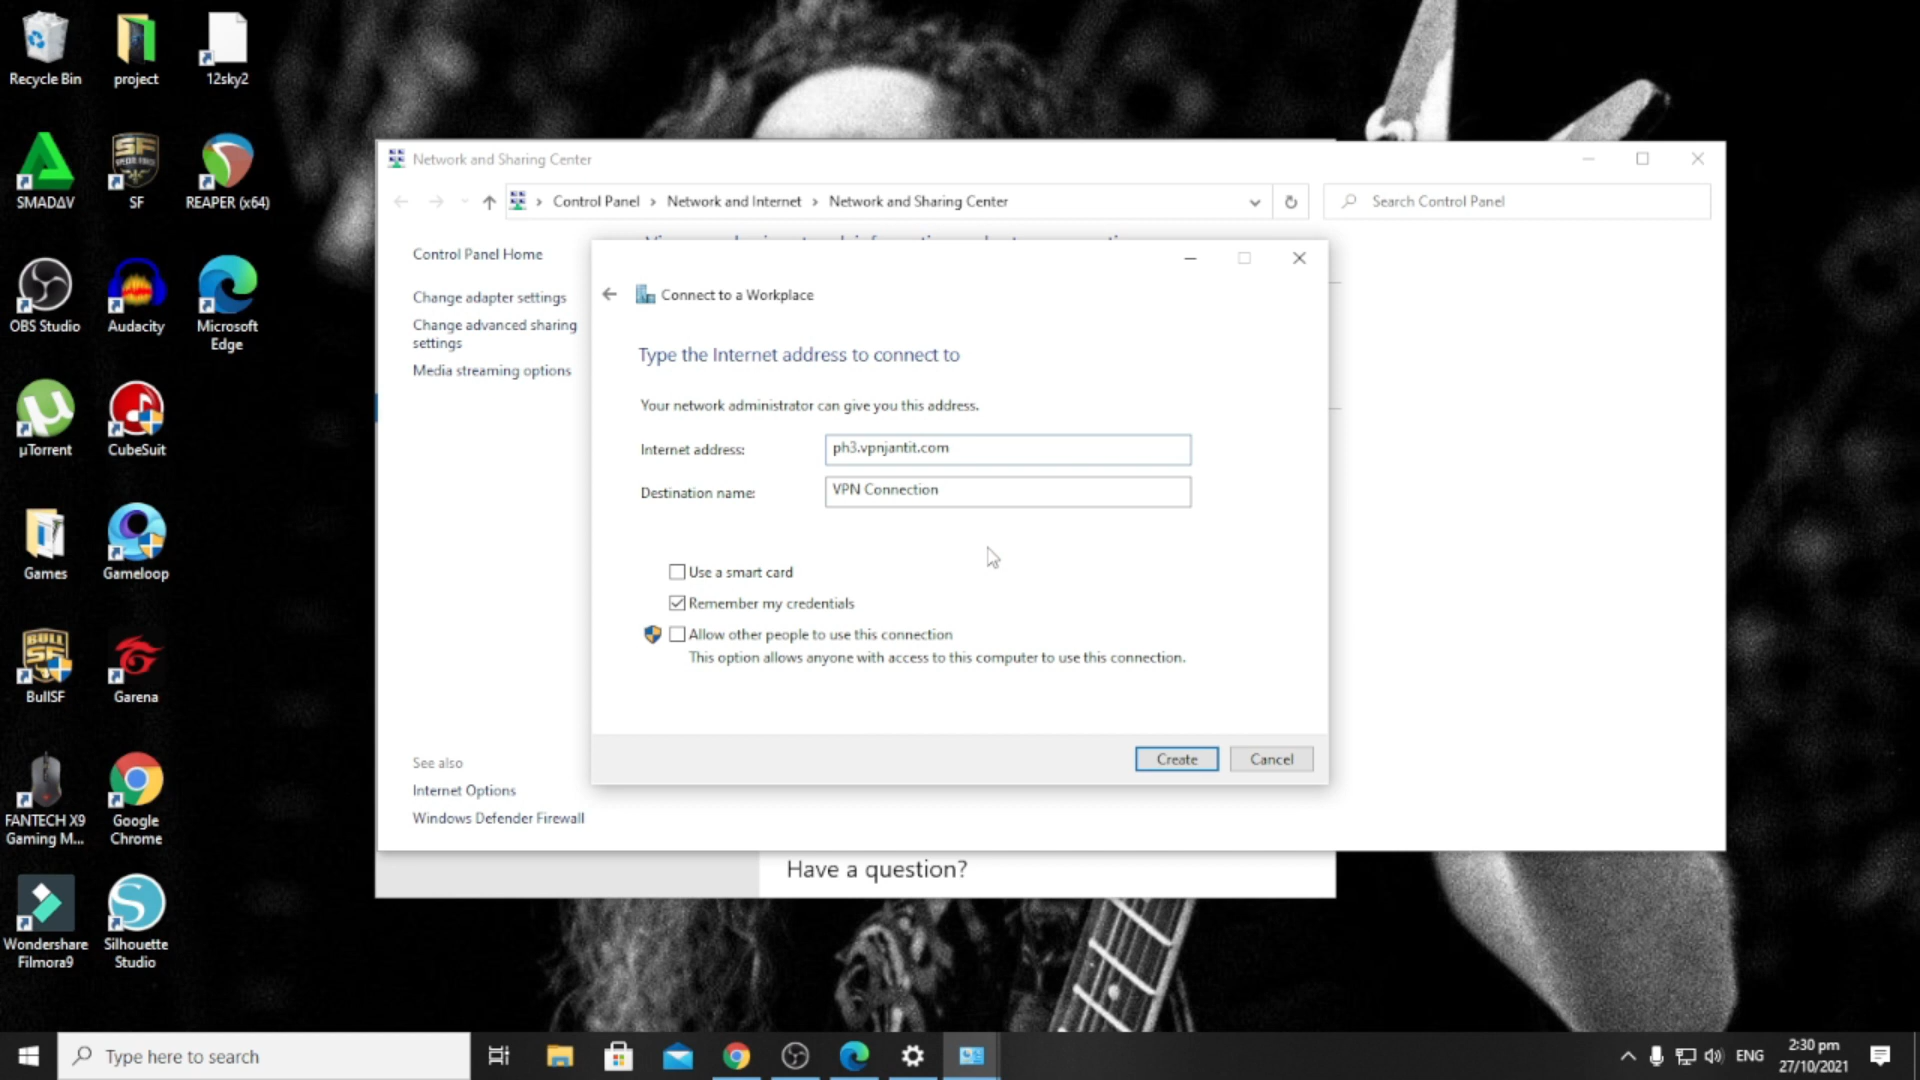 Recycle Bin
project
12sky2
SMADΔV
SF
REAPER (x64)
OBS Studio
Audacity
Microsoft
Edge
µTorrent
CubeSuit
Games
Gameloop
BullSF
Garena
FANTECH X9
Gaming M...
Google
Chrome
Wondershare
Filmora9
Silhouette
Studio
Network and Sharing Center
Control Panel > Network and Internet > Network and Sharing Center
Search Control Panel
Control Panel Home
Change adapter settings
Change advanced sharing
settings
Media streaming options
See also
Internet Options
Windows Defender Firewall
Connect to a Workplace
Type the Internet address to connect to
Your network administrator can give you this address.
Internet address: ph3.vpnjantit.com
Destination name: VPN Connection
Use a smart card
Remember my credentials
Allow other people to use this connection
This option allows anyone with access to this computer to use this connection.
Create
Cancel
Have a question?
Type here to search
ENG
2:30 pm
27/10/2021